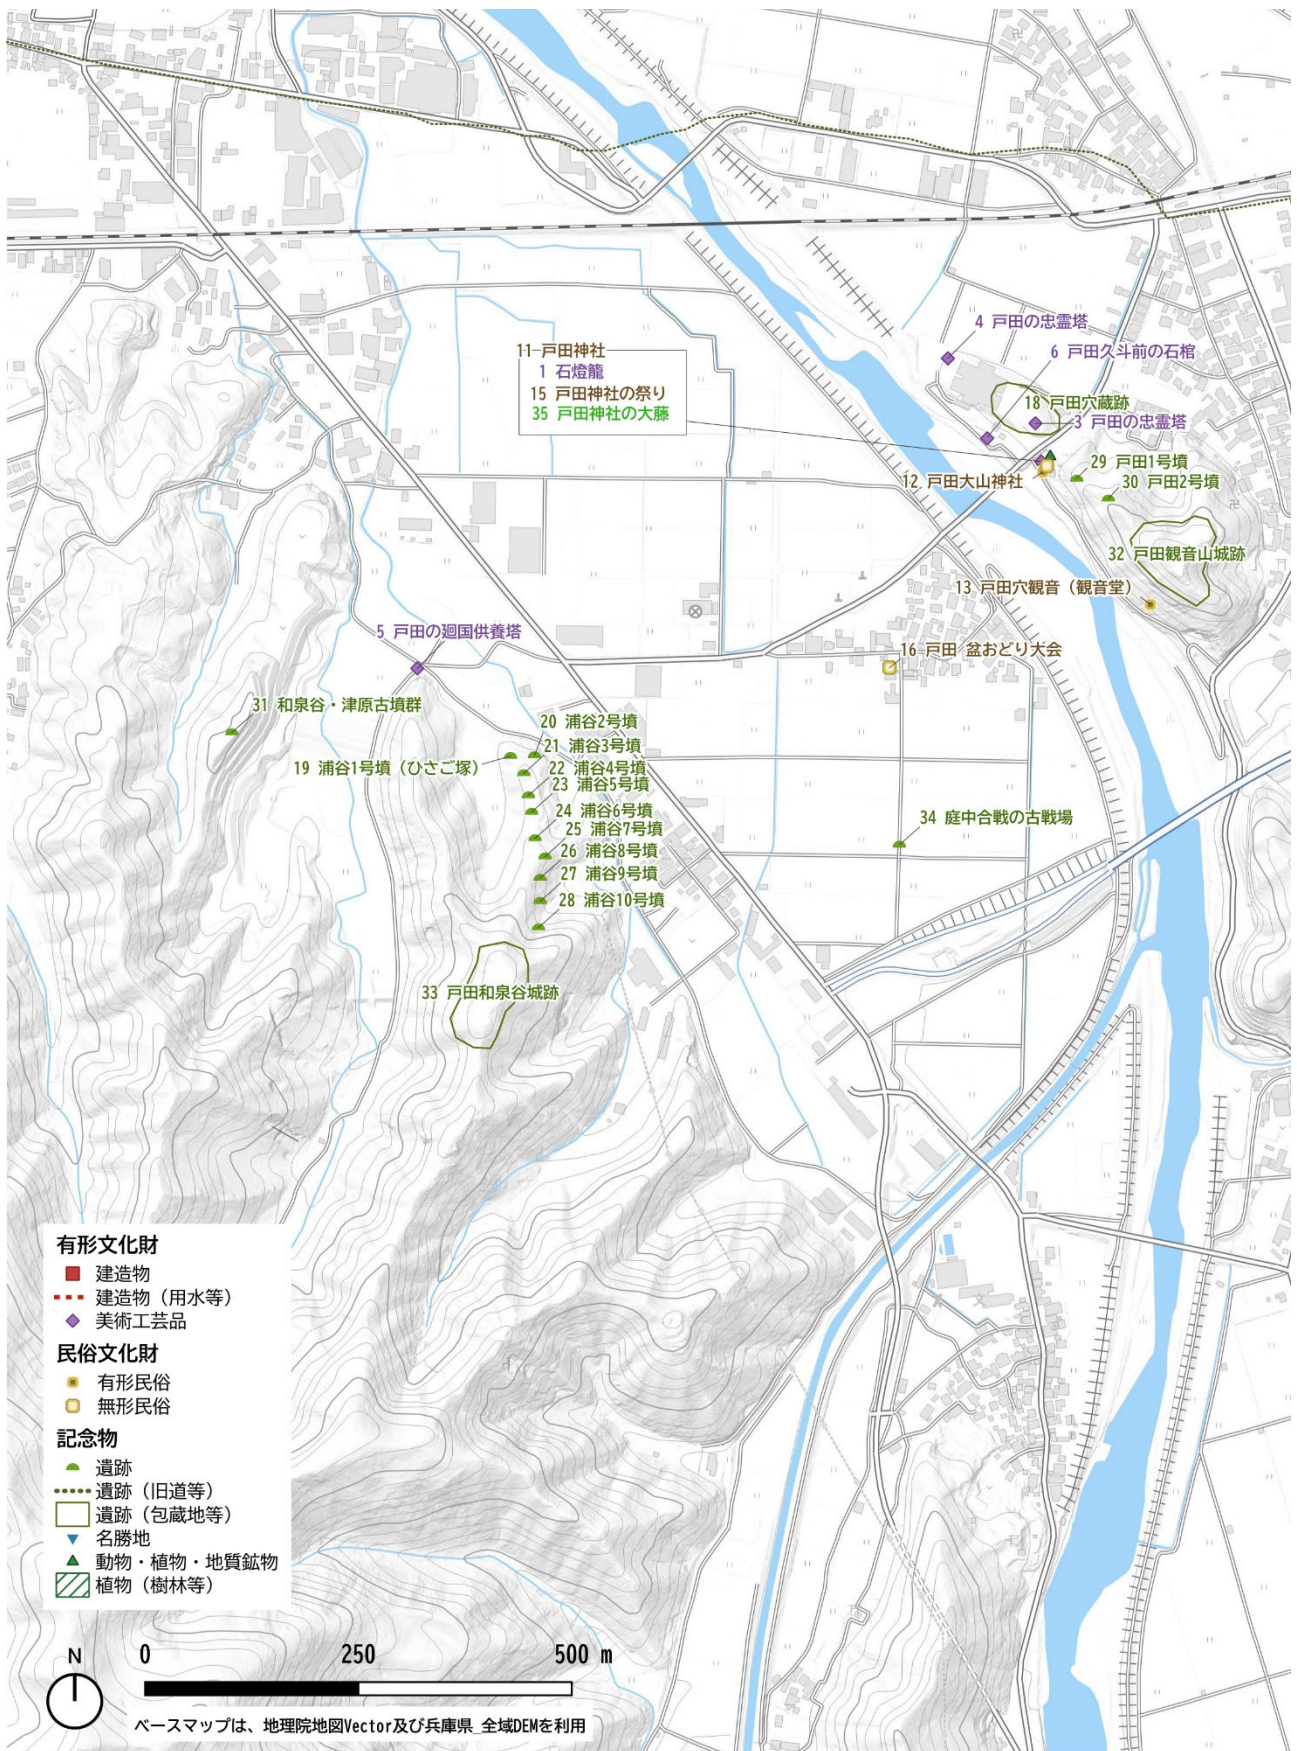 4 戸田の忠霊塔
6 戸田久斗前の石棺
11 戸田神社
1 石燈籠
15 戸田神社の祭り
35 戸田神社の大藤
18 戸田穴蔵跡
3 戸田の忠霊塔
29 戸田1号墳
12 戸田大山神社
30 戸田2号墳
32 戸田観音山城跡
13 戸田穴観音（観音堂）
5 戸田の廻国供養塔
16 戸田 盆おどり大会
31 和泉谷・津原古墳群
20 浦谷2号墳
21 浦谷3号墳
19 浦谷1号墳（ひさご塚）
22 浦谷4号墳
23 浦谷5号墳
24 浦谷6号墳
34 庭中合戦の古戦場
25 浦谷7号墳
26 浦谷8号墳
27 浦谷9号墳
28 浦谷10号墳
33 戸田和泉谷城跡
有形文化財
建造物
建造物（用水等）
美術工芸品
民俗文化財
有形民俗
無形民俗
記念物
遺跡
遺跡（旧道等）
遺跡（包蔵地等）
名勝地
動物・植物・地質鉱物
植物（樹林等）
N
0 250 500 m
ベースマップは、地理院地図Vector及び兵庫県_全域DEMを利用